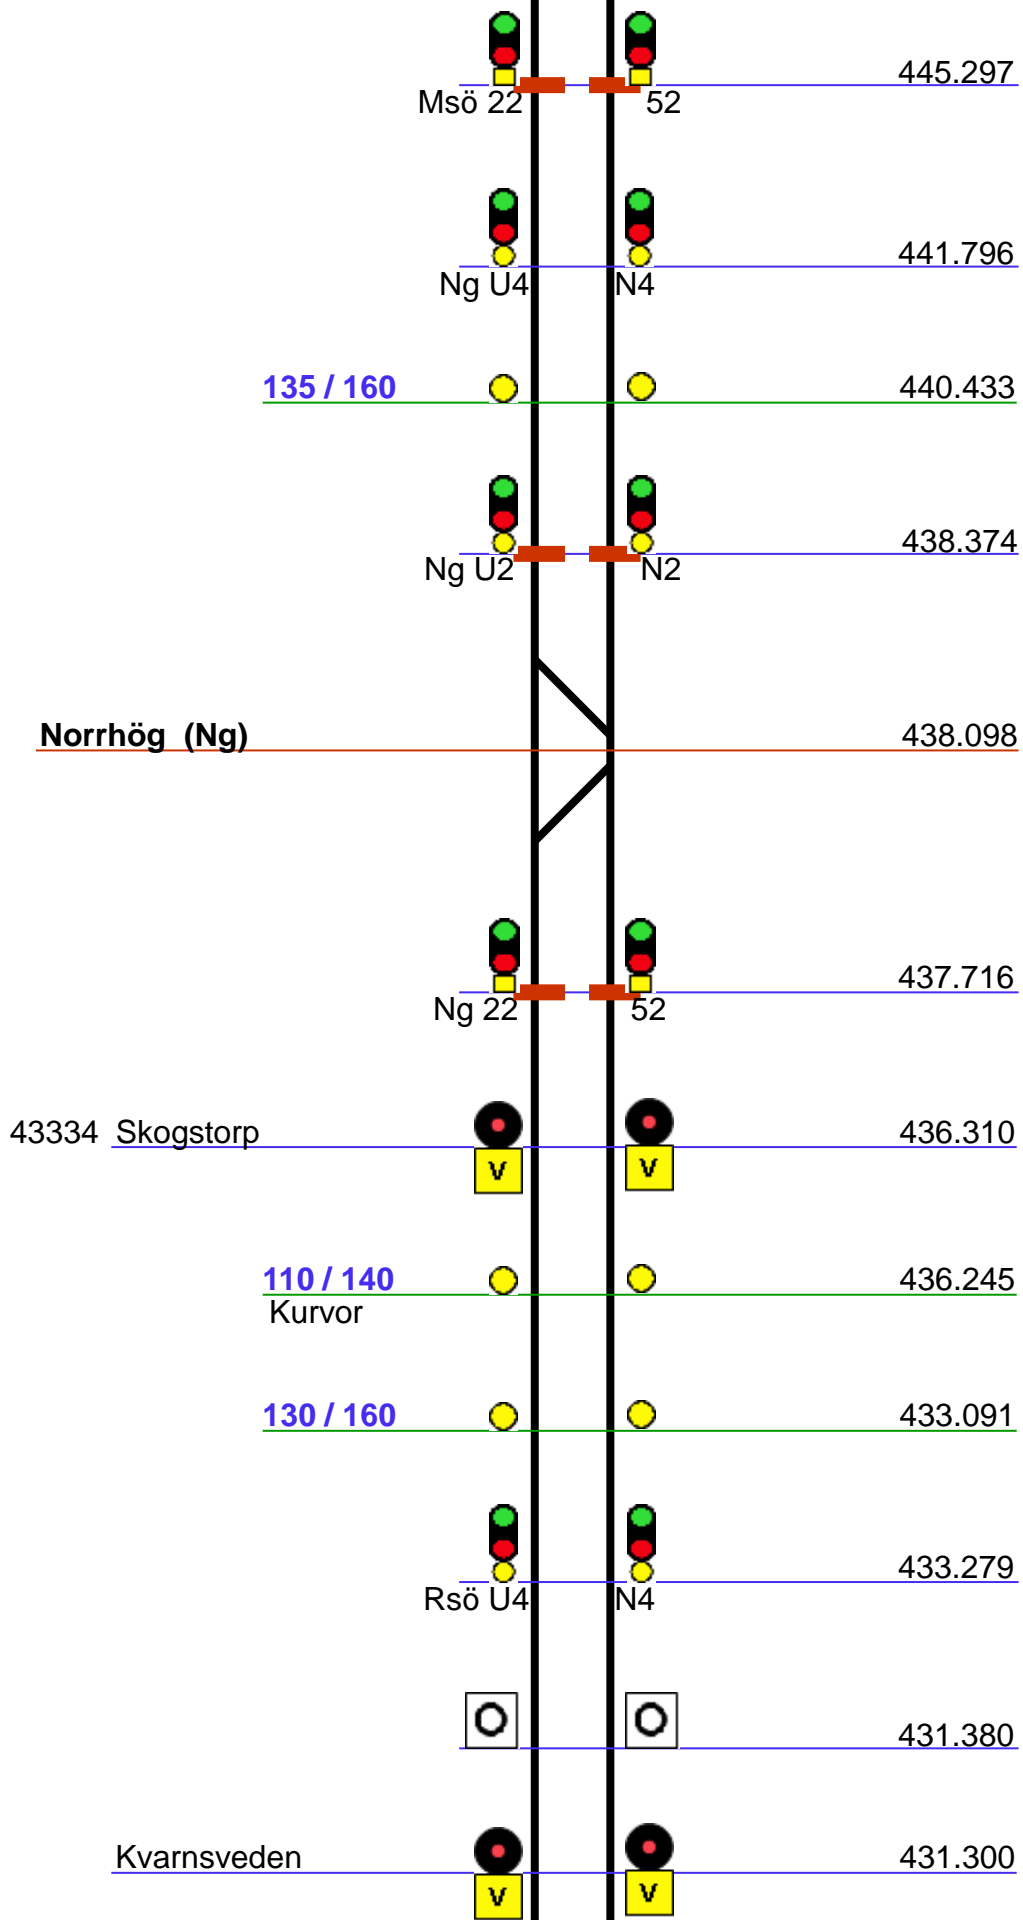 445.297
Msö 22 52
441.796
Ng U4 N4
135 / 160 440.433
438.374
Ng U2 N2
Norrhög (Ng) 438.098
437.716
Ng 22 52
43334 Skogstorp 436.310
V V
110 / 140 436.245
Kurvor
130 / 160 433.091
433.279
Rsö U4 N4
431.380
Kvarnsveden 431.300
V V